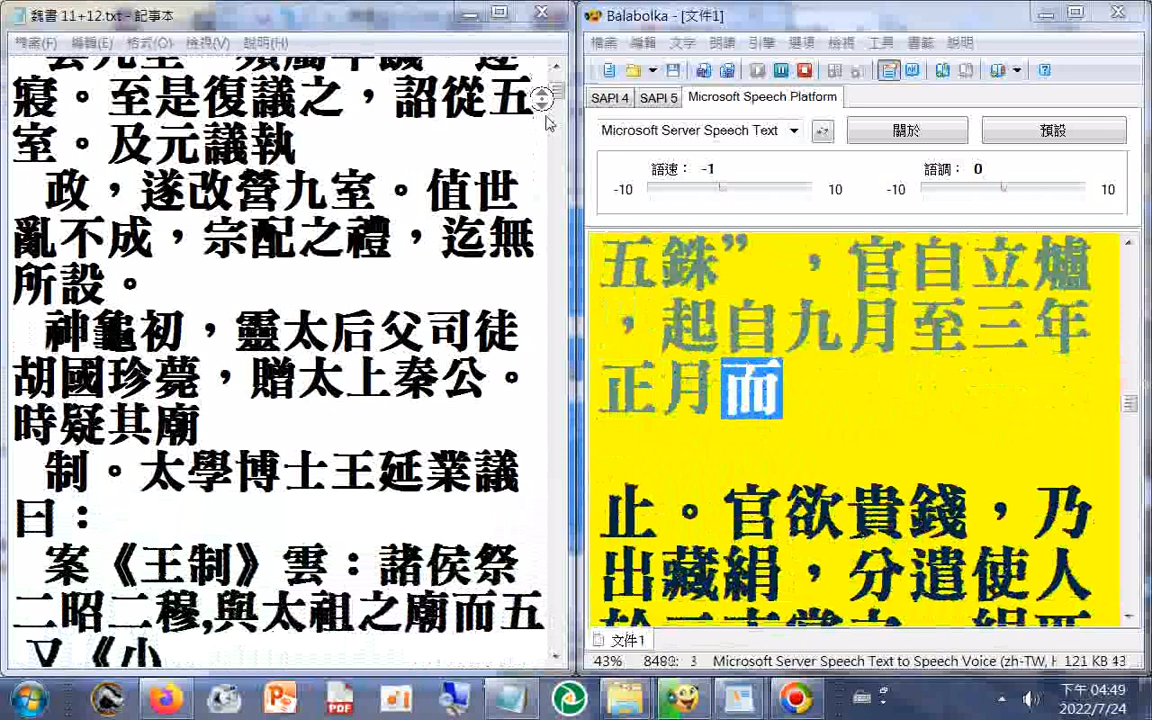 魏書 11+12.txt - 記事本
檔案(F) 編輯(E) 格式(O) 檢視(V) 說明(H)
寢。至是復議之，詔從五
室。及元議執
政，遂改營九室。值世
亂不成，宗配之禮，迄無
所設。
神龜初，靈太后父司徒
胡國珍薨，贈太上秦公。
時疑其廟
制。太學博士王延業議
曰：
案《王制》雲：諸侯祭
二昭二穆,與太祖之廟而五
又《小
Balabolka - [文件1]
檔案 編輯 文字 朗讀 引擎 選項 檢視 工具 書籤 說明
SAPI 4 SAPI 5 Microsoft Speech Platform
Microsoft Server Speech Text 關於 預設
語速： -1 語調： 0
-10 10 -10 10
五銖”，官自立爐
，起自九月至三年
正月而
止。官欲貴錢，乃
出藏絹，分遣使人
文件1
43% 3 Microsoft Server Speech Text to Speech Voice (zh-TW, H 121 KB 43
下午 04:49
2022/7/24